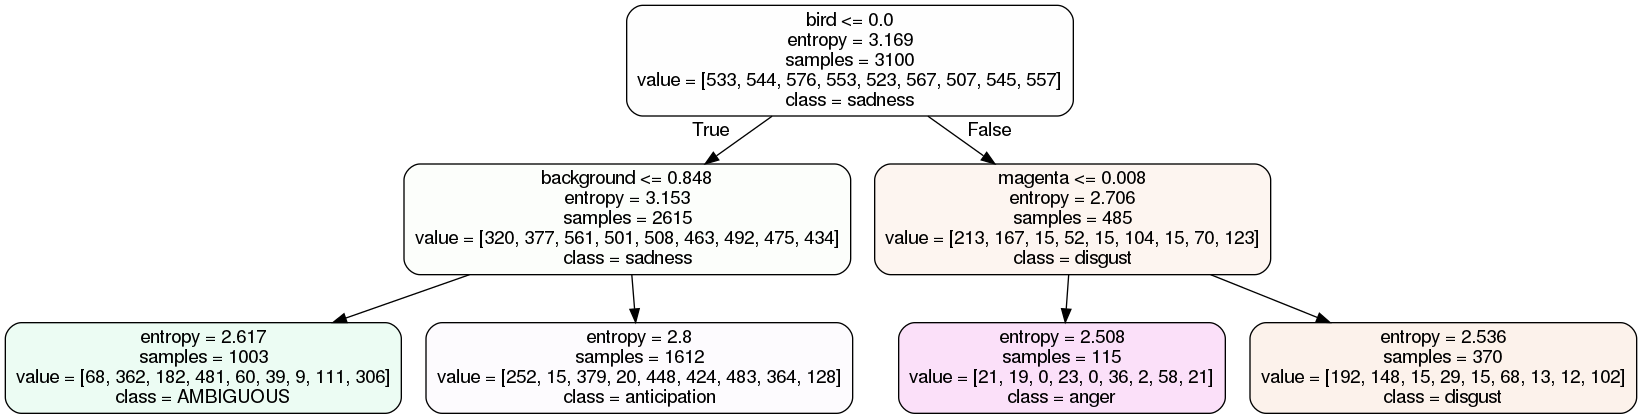 bird <= 0.0
entropy = 3.169
samples = 3100
value = [533, 544, 576, 553, 523, 567, 507, 545, 557]
class = sadness
True
False
background <= 0.848
entropy = 3.153
samples = 2615
value = [320, 377, 561, 501, 508, 463, 492, 475, 434]
class = sadness
magenta <= 0.008
entropy = 2.706
samples = 485
value = [213, 167, 15, 52, 15, 104, 15, 70, 123]
class = disgust
entropy = 2.617
samples = 1003
value = [68, 362, 182, 481, 60, 39, 9, 111, 306]
class = AMBIGUOUS
entropy = 2.8
samples = 1612
value = [252, 15, 379, 20, 448, 424, 483, 364, 128]
class = anticipation
entropy = 2.508
samples = 115
value = [21, 19, 0, 23, 0, 36, 2, 58, 21]
class = anger
entropy = 2.536
samples = 370
value = [192, 148, 15, 29, 15, 68, 13, 12, 102]
class = disgust